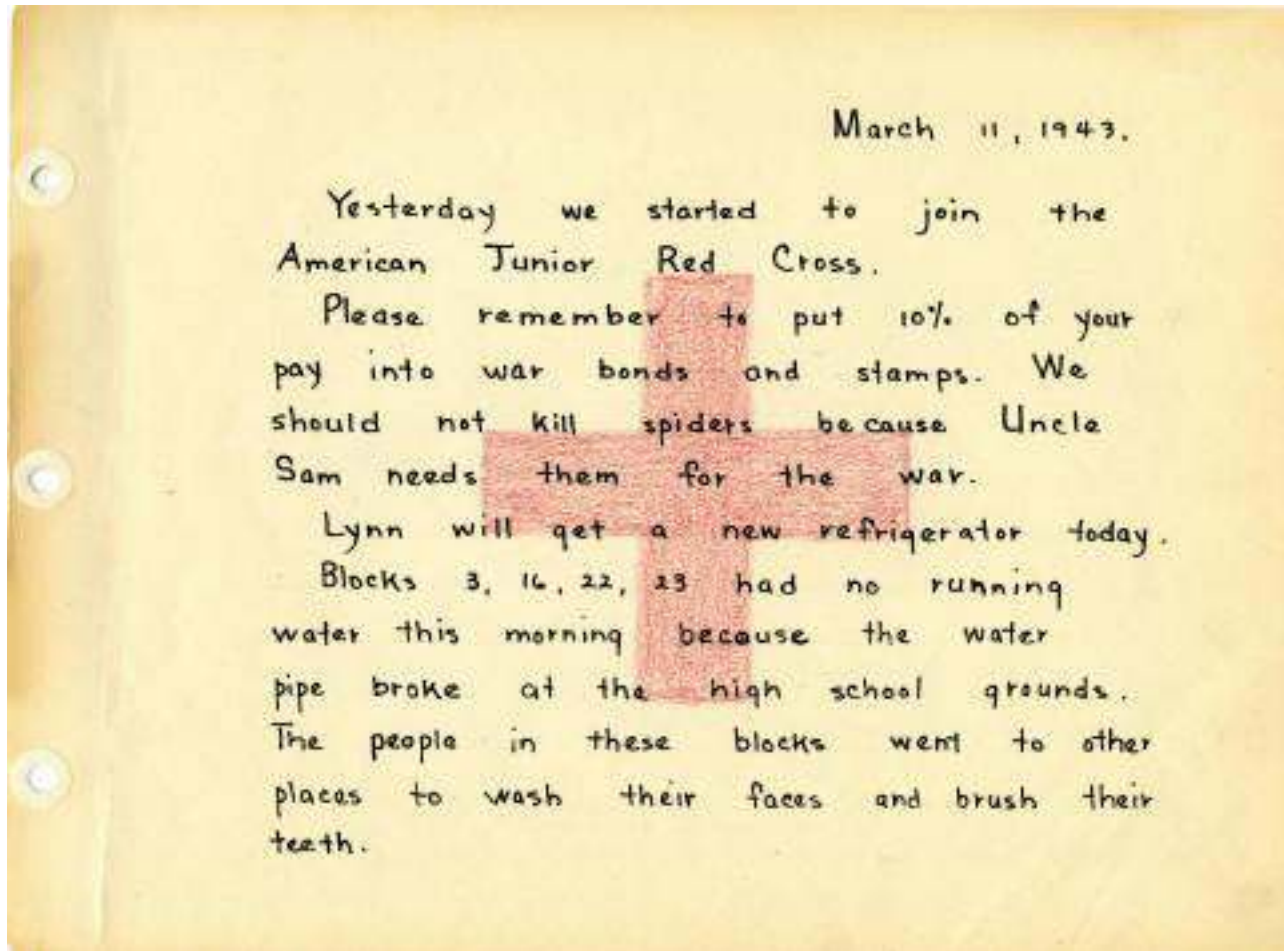 March 11, 1943.
Yesterday we started to join the
American Junior Red Cross.
Please remember to put 10% of your
pay into war bonds and stamps. We
should not kill spiders because Uncle
Sam needs them for the war.
Lynn will get a new refrigerator today.
Blocks 3, 16, 22, 23 had no running
water this morning because the water
pipe broke at the high school grounds.
The people in these blocks went to other
places to wash their faces and brush their
teeth.